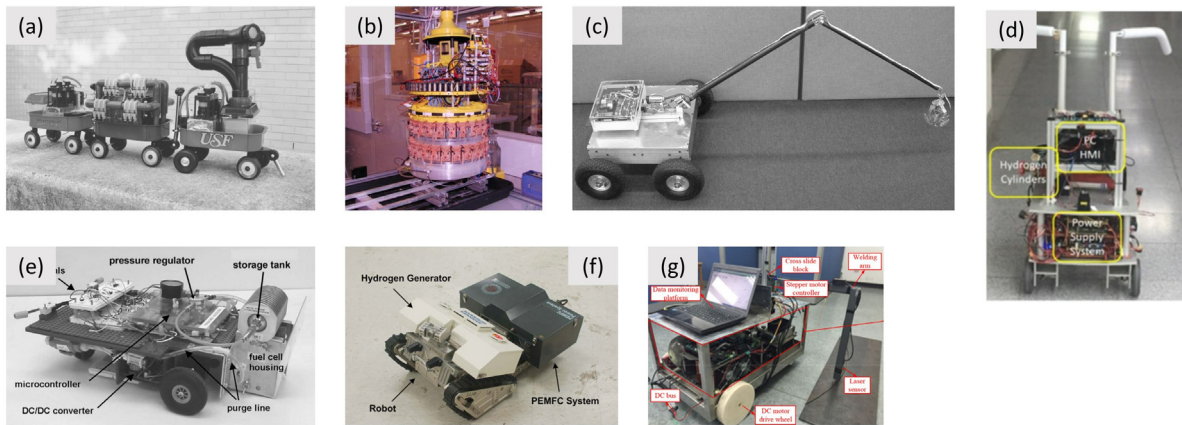 (a)
USF
(b)
(c)
(d)
PC
HMI
Hydrogen
Cylinders
Power
Supply
System
(e)
pressure regulator
storage tank
fuel cell
housing
microcontroller
DC/DC converter
purge line
(f)
Hydrogen Generator
Robot
PEMFC System
(g)
Cross slide
block
Welding
arm
Data monitoring
platform
Stepper motor
controller
DC bus
DC motor
drive wheel
Laser
sensor